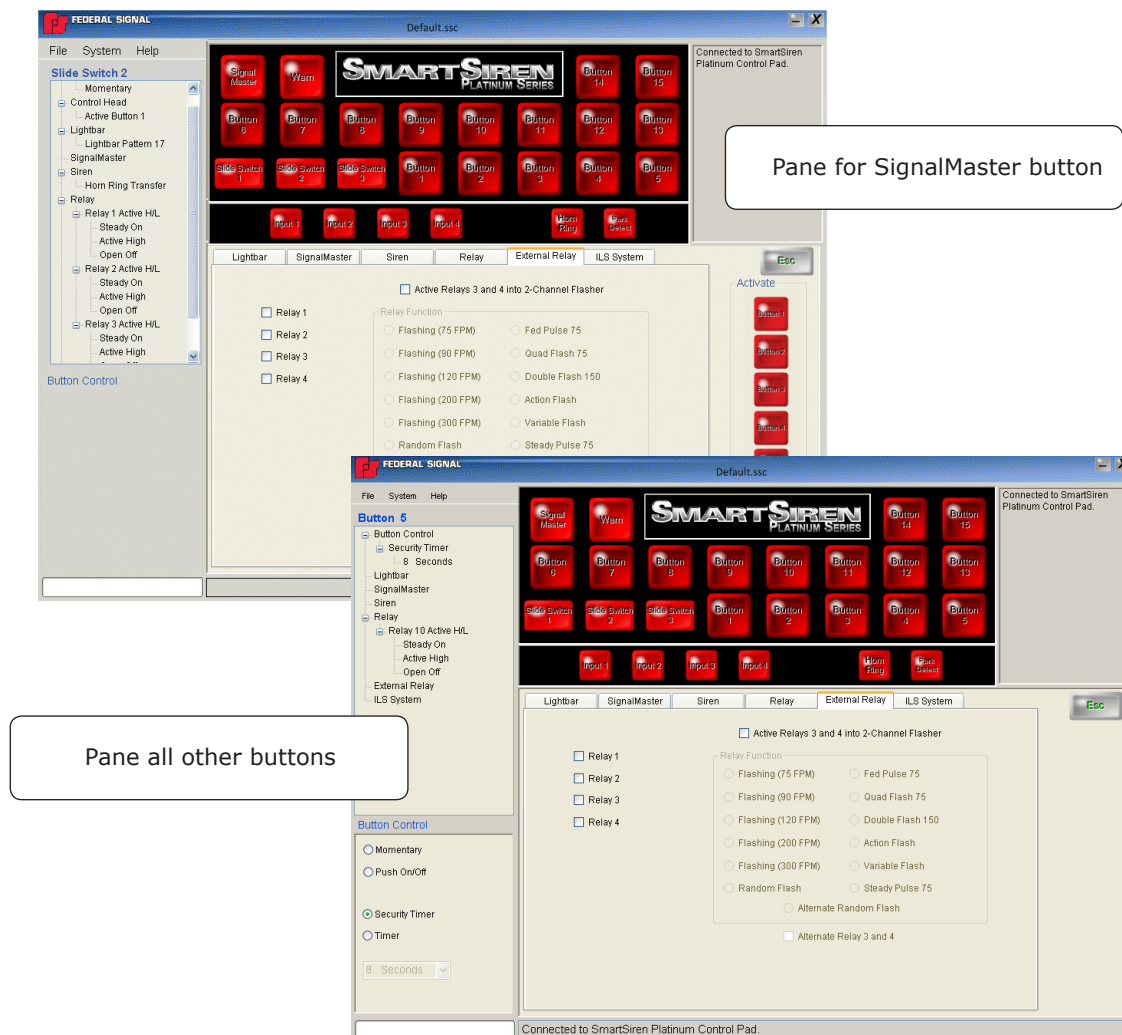 FEDERAL SIGNAL
Default.ssc
– X
File System Help
Slide Switch 2
Momentary
Control Head
Active Button 1
Lightbar
Lightbar Pattern 17
SignalMaster
Siren
Horn Ring Transfer
Relay
Relay 1 Active H/L
Steady On
Active High
Open Off
Relay 2 Active H/L
Steady On
Active High
Open Off
Relay 3 Active H/L
Steady On
Active High
Button Control
Signal Master
Warn
SMARTSIREN
PLATINUM SERIES
Button 14
Button 15
Button 6
Button 7
Button 8
Button 9
Button 10
Button 11
Button 12
Button 13
Slide Switch 1
Slide Switch 2
Slide Switch 3
Button 1
Button 2
Button 3
Button 4
Button 5
Input 1
Input 2
Input 3
Input 4
Horn Ring
Park Detect
Connected to SmartSiren
Platinum Control Pad.
Pane for SignalMaster button
Lightbar SignalMaster Siren Relay External Relay ILS System
Esc
Activate
Button 1
Button 2
Button 3
Button 4
Active Relays 3 and 4 into 2-Channel Flasher
Relay 1
Relay 2
Relay 3
Relay 4
Relay Function
Flashing (75 FPM) Fed Pulse 75
Flashing (90 FPM) Quad Flash 75
Flashing (120 FPM) Double Flash 150
Flashing (200 FPM) Action Flash
Flashing (300 FPM) Variable Flash
Random Flash Steady Pulse 75
FEDERAL SIGNAL
Default.ssc
– X
File System Help
Button 5
Button Control
Security Timer
8 Seconds
Lightbar
SignalMaster
Siren
Relay
Relay 10 Active H/L
Steady On
Active High
Open Off
External Relay
ILS System
Signal Master
Warn
SMARTSIREN
PLATINUM SERIES
Button 14
Button 15
Button 6
Button 7
Button 8
Button 9
Button 10
Button 11
Button 12
Button 13
Slide Switch 1
Slide Switch 2
Slide Switch 3
Button 1
Button 2
Button 3
Button 4
Button 5
Input 1
Input 2
Input 3
Input 4
Horn Ring
Park Detect
Connected to SmartSiren
Platinum Control Pad.
Pane all other buttons
Button Control
Momentary
Push On/Off
Security Timer
Timer
8 Seconds
Lightbar SignalMaster Siren Relay External Relay ILS System
Esc
Active Relays 3 and 4 into 2-Channel Flasher
Relay 1
Relay 2
Relay 3
Relay 4
Relay Function
Flashing (75 FPM) Fed Pulse 75
Flashing (90 FPM) Quad Flash 75
Flashing (120 FPM) Double Flash 150
Flashing (200 FPM) Action Flash
Flashing (300 FPM) Variable Flash
Random Flash Steady Pulse 75
Alternate Random Flash
Alternate Relay 3 and 4
Connected to SmartSiren Platinum Control Pad.